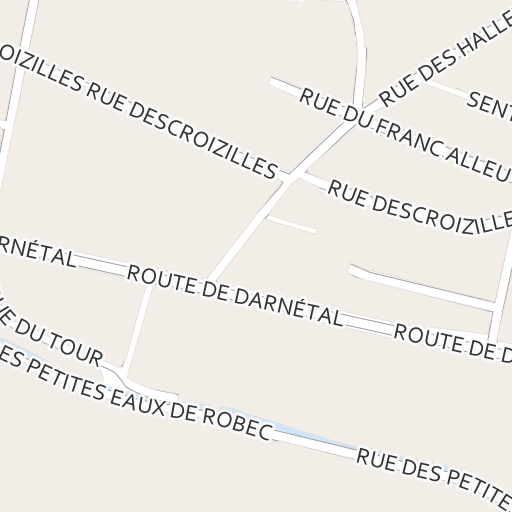 RUE DES HALLE
OIZILLES RUE DESCROIZILLES
RUE DU FRANC ALLEU
SENT
RUE DESCROIZILLE
RNÉTAL
ROUTE DE DARNÉTAL
ROUTE DE D
UE DU TOUR
ES PETITES EAUX DE ROBEC
RUE DES PETITE